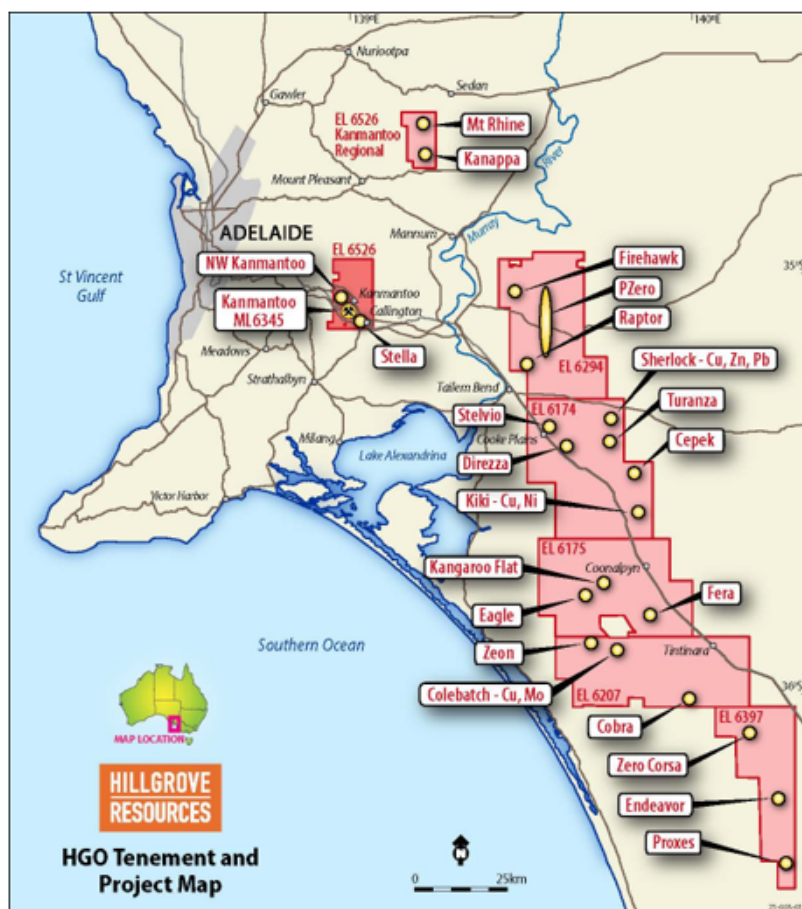 139°E
140°E
Nuriootpa
Sedan
Gawler
EL 6526
Kanmantoo
Regional
Mt Rhine
Kanappa
River
Mount Pleasant
ADELAIDE
Mannum
Murray
St Vincent
Gulf
NW Kanmantoo
EL 6526
Firehawk
35°S
Kanmantoo
ML6345
Kanmantoo
Callington
PZero
Raptor
Meadows
Stella
Strathalbyn
EL 6294
Sherlock - Cu, Zn, Pb
Tailem Bend
Stelvio
EL 6174
Turanza
Milang
Cooke Plains
Cepek
Lake Alexandrina
Direzza
Victor Harbor
Kiki - Cu, Ni
EL 6175
Kangaroo Flat
Coonalpyn
Eagle
Fera
Southern Ocean
Zeon
Tintinara
Colebatch - Cu, Mo
EL 6207
36°S
Cobra
EL 6397
MAP LOCATION
Zero Corsa
HILLGROVE
RESOURCES
Endeavor
Proxes
HGO Tenement and
Project Map
N
0
25km